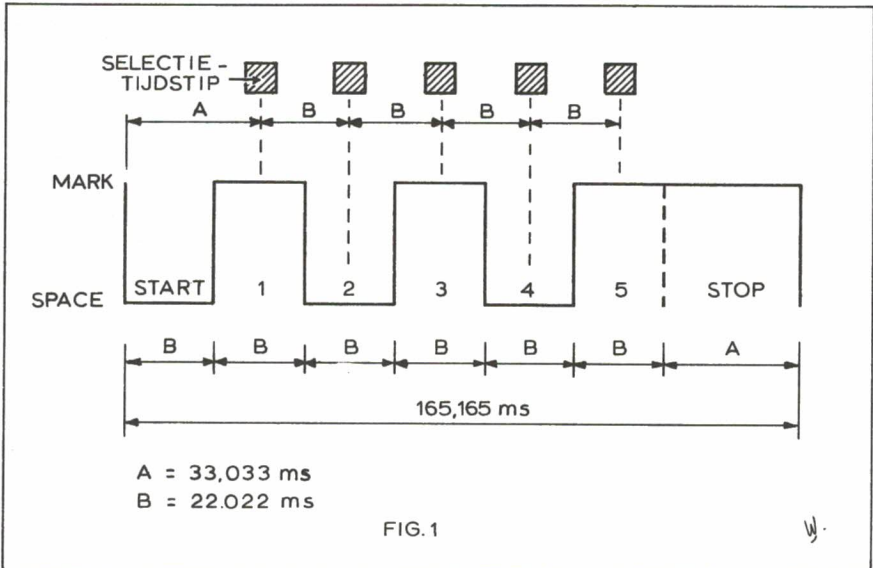 SELECTIE-
TIJDSTIP
A B B B B
MARK
SPACE
START 1 2 3 4 5 STOP
B B B B B B A
165,165 ms
A = 33,033 ms
B = 22.022 ms
FIG.1
W.